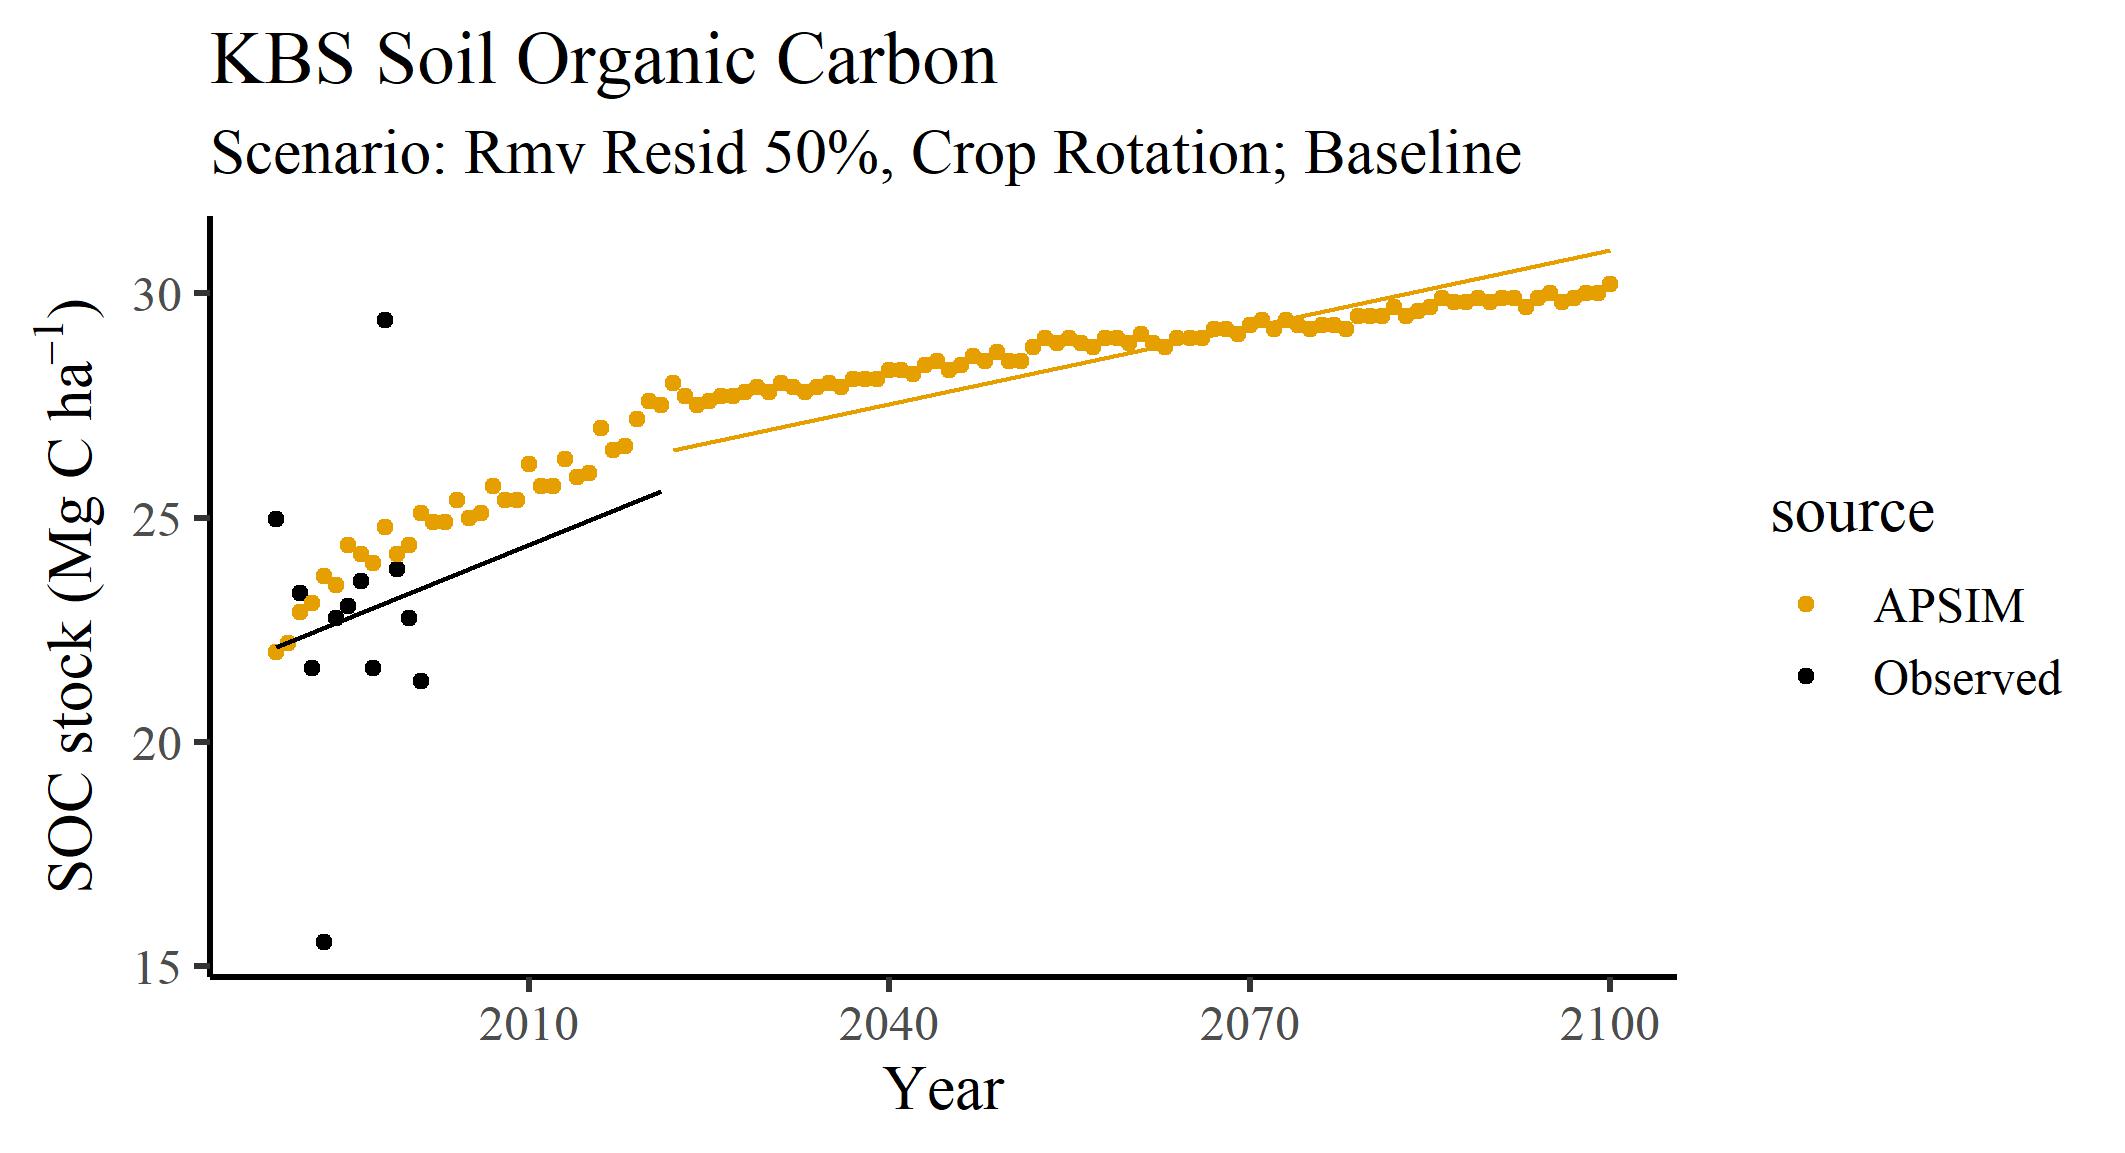 KBS Soil Organic Carbon
Scenario: Rmv Resid 50%, Crop Rotation; Baseline
SOC stock (Mg C ha⁻¹)
30
25
20
15
2010 2040 2070 2100
Year
source
APSIM
Observed